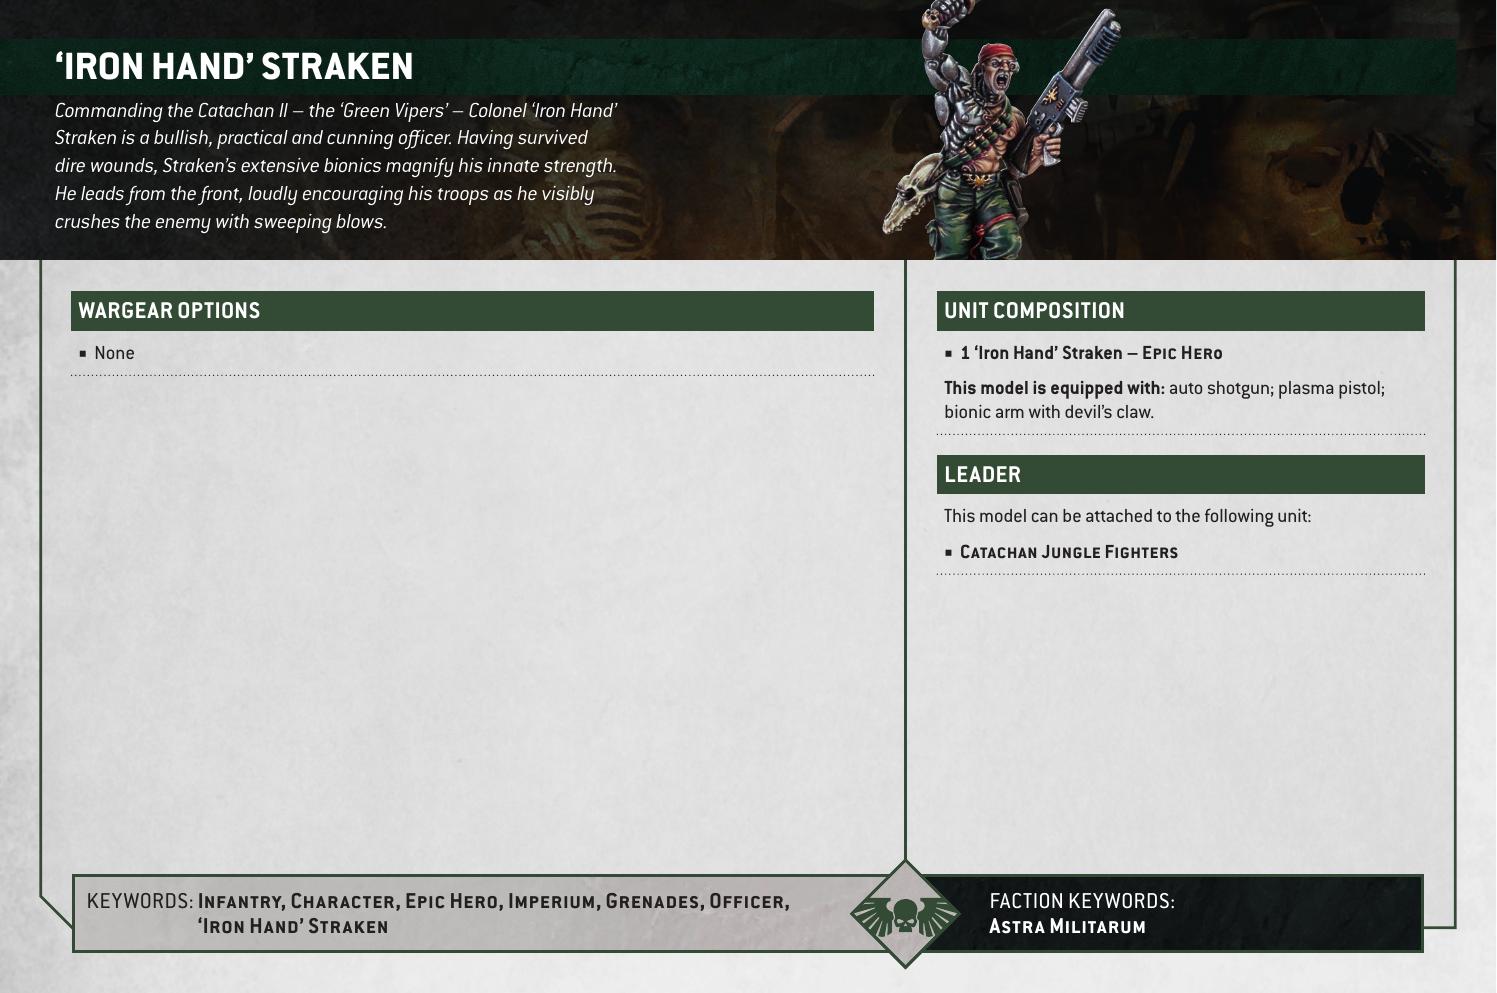 ‘IRON HAND’ STRAKEN
Commanding the Catachan II – the ‘Green Vipers’ – Colonel ‘Iron Hand’
Straken is a bullish, practical and cunning officer. Having survived
dire wounds, Straken’s extensive bionics magnify his innate strength.
He leads from the front, loudly encouraging his troops as he visibly
crushes the enemy with sweeping blows.
WARGEAR OPTIONS
▪ None
UNIT COMPOSITION
▪ 1 ‘Iron Hand’ Straken – EPIC HERO
This model is equipped with: auto shotgun; plasma pistol;
bionic arm with devil’s claw.
LEADER
This model can be attached to the following unit:
▪ CATACHAN JUNGLE FIGHTERS
KEYWORDS: INFANTRY, CHARACTER, EPIC HERO, IMPERIUM, GRENADES, OFFICER,
‘IRON HAND’ STRAKEN
FACTION KEYWORDS:
ASTRA MILITARUM